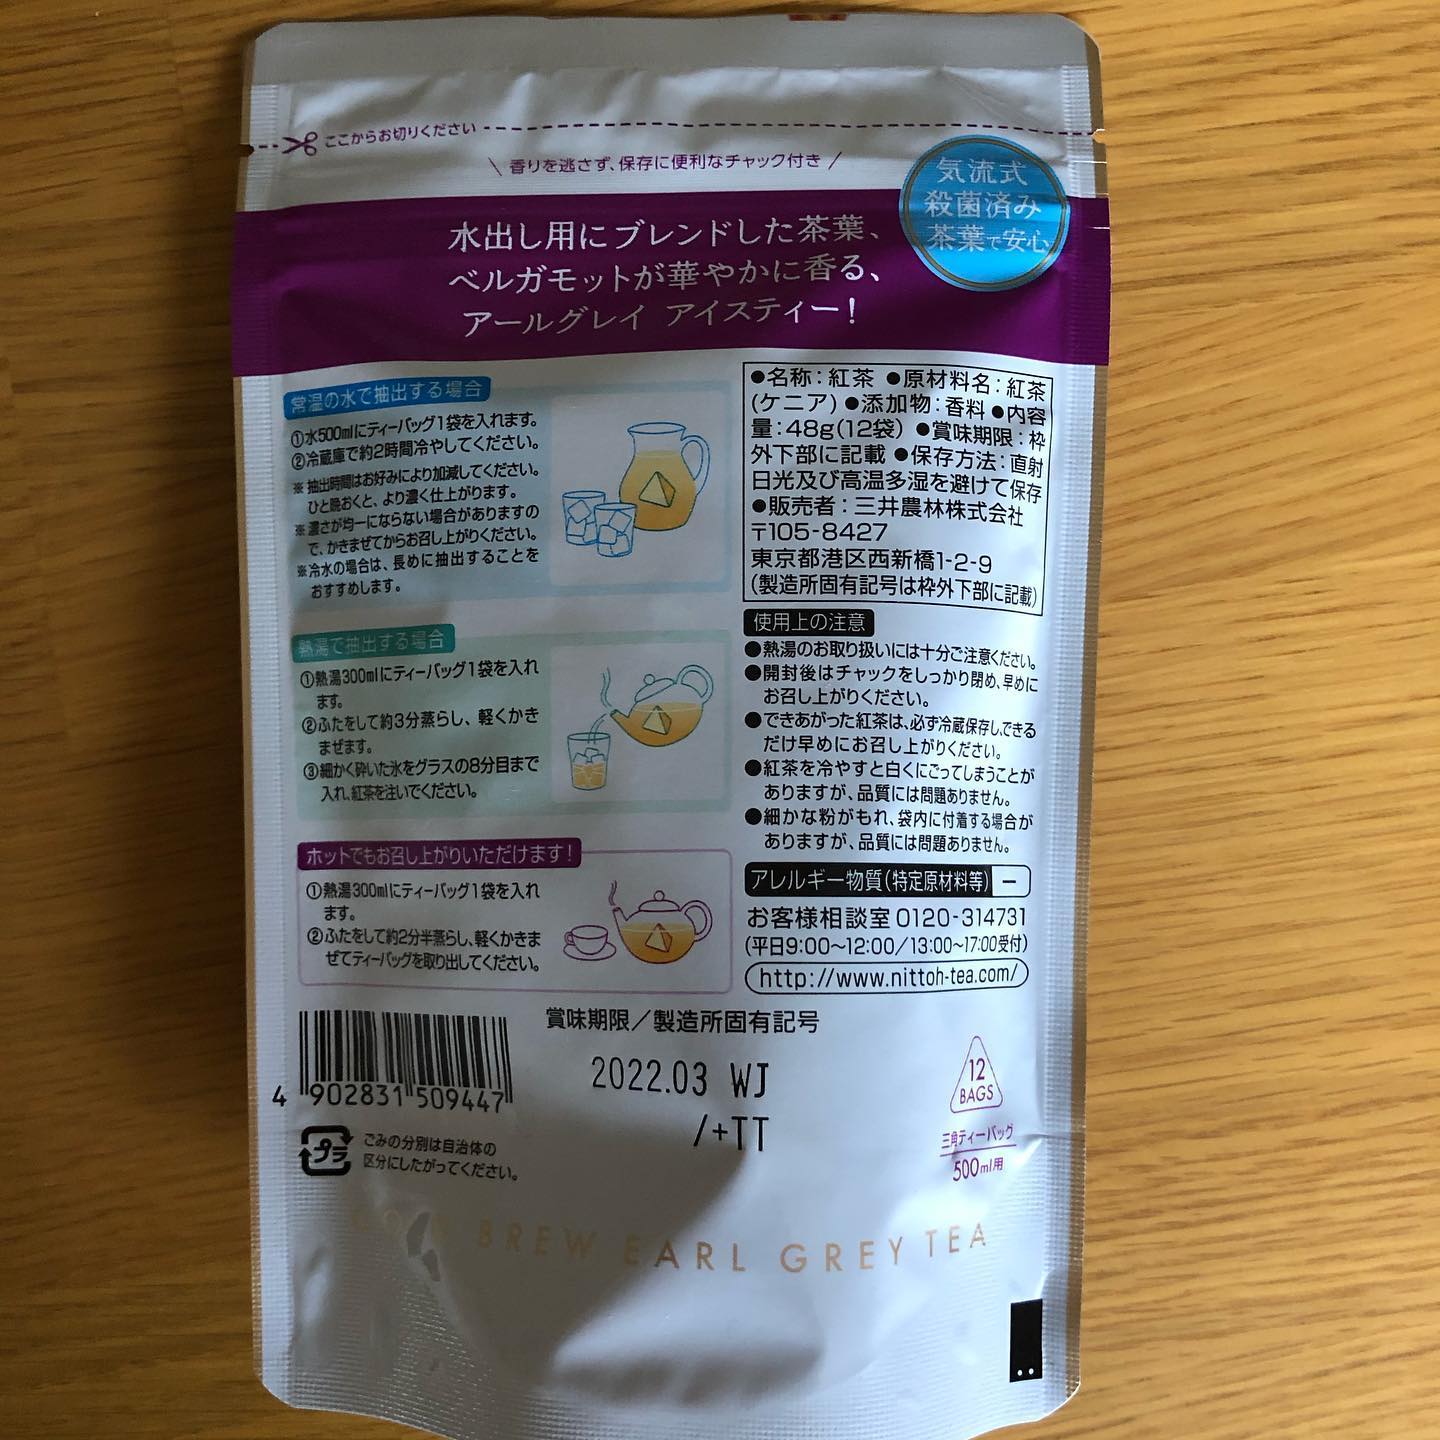 ここからお切りください
香りを逃さず、保存に便利なチャック付き
気流式
殺菌済み
茶葉で安心
水出し用にブレンドした茶葉、
ベルガモットが華やかに香る、
アールグレイ アイスティー!
常温の水で抽出する場合
①水500mlにティーバッグ1袋を入れます。
②冷蔵庫で約2時間冷やしてください。
※抽出時間はお好みにより加減してください。
ひと晩おくと、より濃く仕上がります。
※濃さが均一にならない場合がありますの
で、かきまぜてからお召し上がりください。
※冷水の場合は、長めに抽出することを
おすすめします。
熱湯で抽出する場合
①熱湯300mlにティーバッグ1袋を入れ
ます。
②ふたをして約3分蒸らし、軽くかき
まぜます。
③細かく砕いた氷をグラスの8分目まで
入れ、紅茶を注いでください。
ホットでもお召し上がりいただけます!
①熱湯300mlにティーバッグ1袋を入れ
ます。
②ふたをして約2分半蒸らし、軽くかきま
ぜてティーバッグを取り出してください。
●名称:紅茶 ●原材料名:紅茶
(ケニア) ●添加物:香料 ●内容
量:48g(12袋) ●賞味期限:枠
外下部に記載 ●保存方法:直射
日光及び高温多湿を避けて保存
●販売者:三井農林株式会社
〒105-8427
東京都港区西新橋1-2-9
(製造所固有記号は枠外下部に記載)
使用上の注意
●熱湯のお取り扱いには十分ご注意ください。
●開封後はチャックをしっかり閉め、早めに
お召し上がりください。
●できあがった紅茶は、必ず冷蔵保存し、できる
だけ早めにお召し上がりください。
●紅茶を冷やすと白くにごってしまうことが
ありますが、品質には問題ありません。
●細かな粉がもれ、袋内に付着する場合が
ありますが、品質には問題ありません。
アレルギー物質(特定原材料等) ー
お客様相談室 0120-314731
(平日9:00〜12:00/13:00〜17:00受付)
http://www.nittoh-tea.com/
賞味期限/製造所固有記号
2022.03 WJ
/+TT
4 902831 509447
プラ
ごみの分別は自治体の
区分にしたがってください。
12
BAGS
三角ティーバッグ
500ml用
COLD BREW EARL GREY TEA